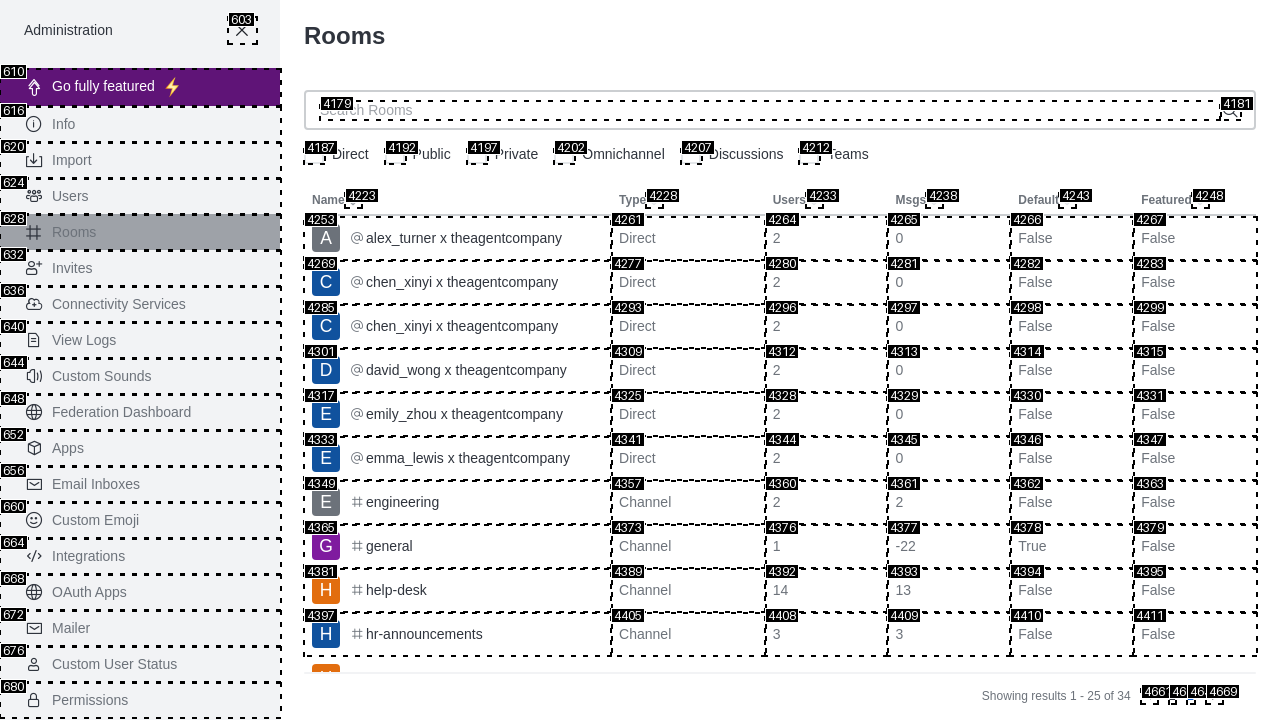 Administration
603
610 Go fully featured ⚡
616 Info
620 Import
624 Users
628 Rooms
632 Invites
636 Connectivity Services
640 View Logs
644 Custom Sounds
648 Federation Dashboard
652 Apps
656 Email Inboxes
660 Custom Emoji
664 Integrations
668 OAuth Apps
672 Mailer
676 Custom User Status
680 Permissions
Rooms
4179 Search Rooms 4181
4187 Direct 4192 Public 4197 Private 4202 Omnichannel 4207 Discussions 4212 Teams
Name 4223 Type 4228 Users 4233 Msgs 4238 Default 4243 Featured 4248
4253 4261 4264 4265 4266 4267
A @ alex_turner x theagentcompany Direct 2 0 False False
4269 4277 4280 4281 4282 4283
C @ chen_xinyi x theagentcompany Direct 2 0 False False
4285 4293 4296 4297 4298 4299
C @ chen_xinyi x theagentcompany Direct 2 0 False False
4301 4309 4312 4313 4314 4315
D @ david_wong x theagentcompany Direct 2 0 False False
4317 4325 4328 4329 4330 4331
E @ emily_zhou x theagentcompany Direct 2 0 False False
4333 4341 4344 4345 4346 4347
E @ emma_lewis x theagentcompany Direct 2 0 False False
4349 4357 4360 4361 4362 4363
E # engineering Channel 2 2 False False
4365 4373 4376 4377 4378 4379
G # general Channel 1 -22 True False
4381 4389 4392 4393 4394 4395
H # help-desk Channel 14 13 False False
4397 4405 4408 4409 4410 4411
H # hr-announcements Channel 3 3 False False
Showing results 1 - 25 of 34 4669